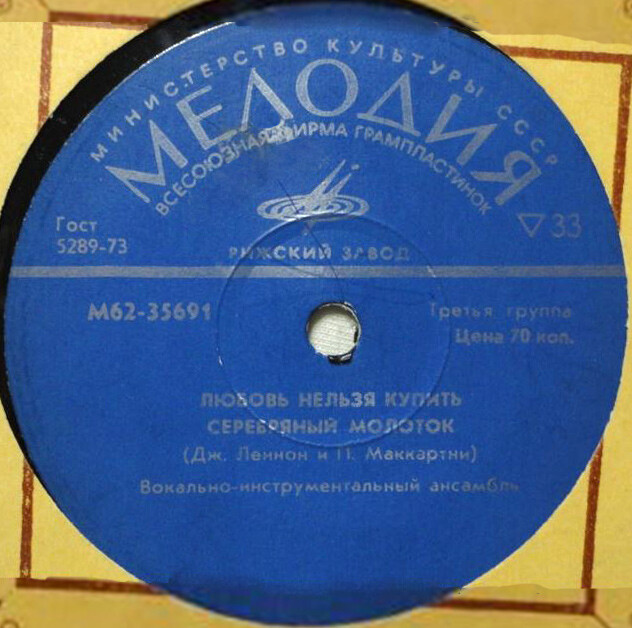 МИНИСТЕРСТВО КУЛЬТУРЫ СССР
МЕЛОДИЯ
ВСЕСОЮЗНАЯ ФИРМА ГРАМПЛАСТИНОК
Гост
5289-73
▽ 33
РИЖСКИЙ ЗАВОД
М62-35691
Третья группа
Цена 70 коп.
ЛЮБОВЬ НЕЛЬЗЯ КУПИТЬ
СЕРЕБРЯНЫЙ МОЛОТОК
(Дж. Леннон и П. Маккартни)
Вокально-инструментальный ансамбль